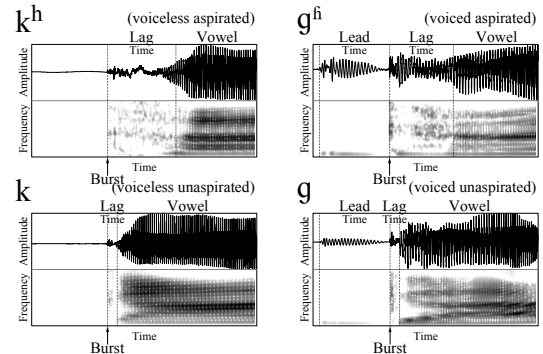 kʰ (voiceless aspirated)
Lag Time Vowel
Amplitude
Frequency
Time
Burst
gʱ (voiced aspirated)
Lead Time Lag Time Vowel
Amplitude
Frequency
Time
Burst
k (voiceless unaspirated)
Lag Time Vowel
Amplitude
Frequency
Time
Burst
g (voiced unaspirated)
Lead Time Lag Time Vowel
Amplitude
Frequency
Time
Burst